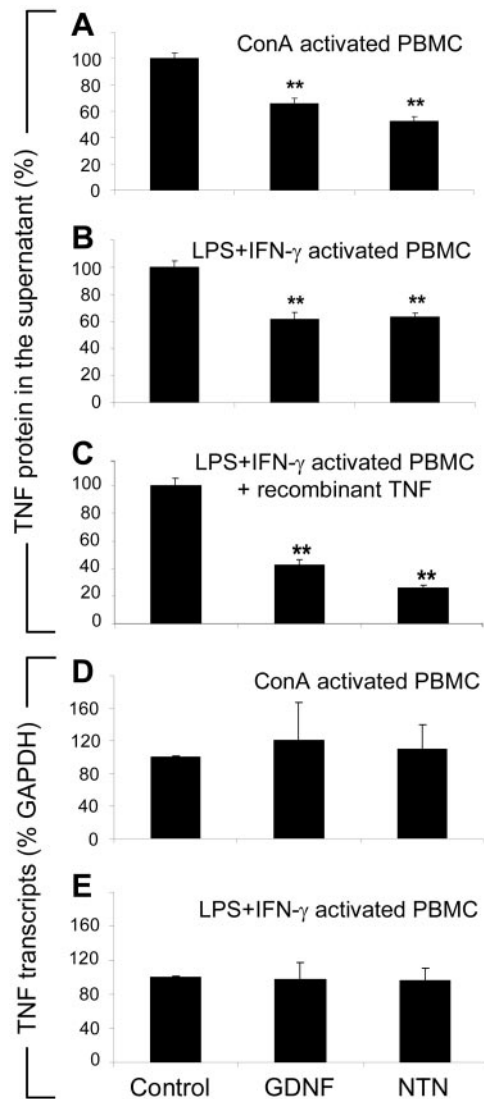 TNF protein in the supernatant (%)
A
ConA activated PBMC
100
80
60
40
20
0
**
**
B
LPS+IFN-γ activated PBMC
100
80
60
40
20
0
**
**
C
LPS+IFN-γ activated PBMC
+ recombinant TNF
100
80
60
40
20
0
**
**
TNF transcripts (% GAPDH)
D
ConA activated PBMC
160
120
80
40
0
E
LPS+IFN-γ activated PBMC
160
120
80
40
0
Control GDNF NTN